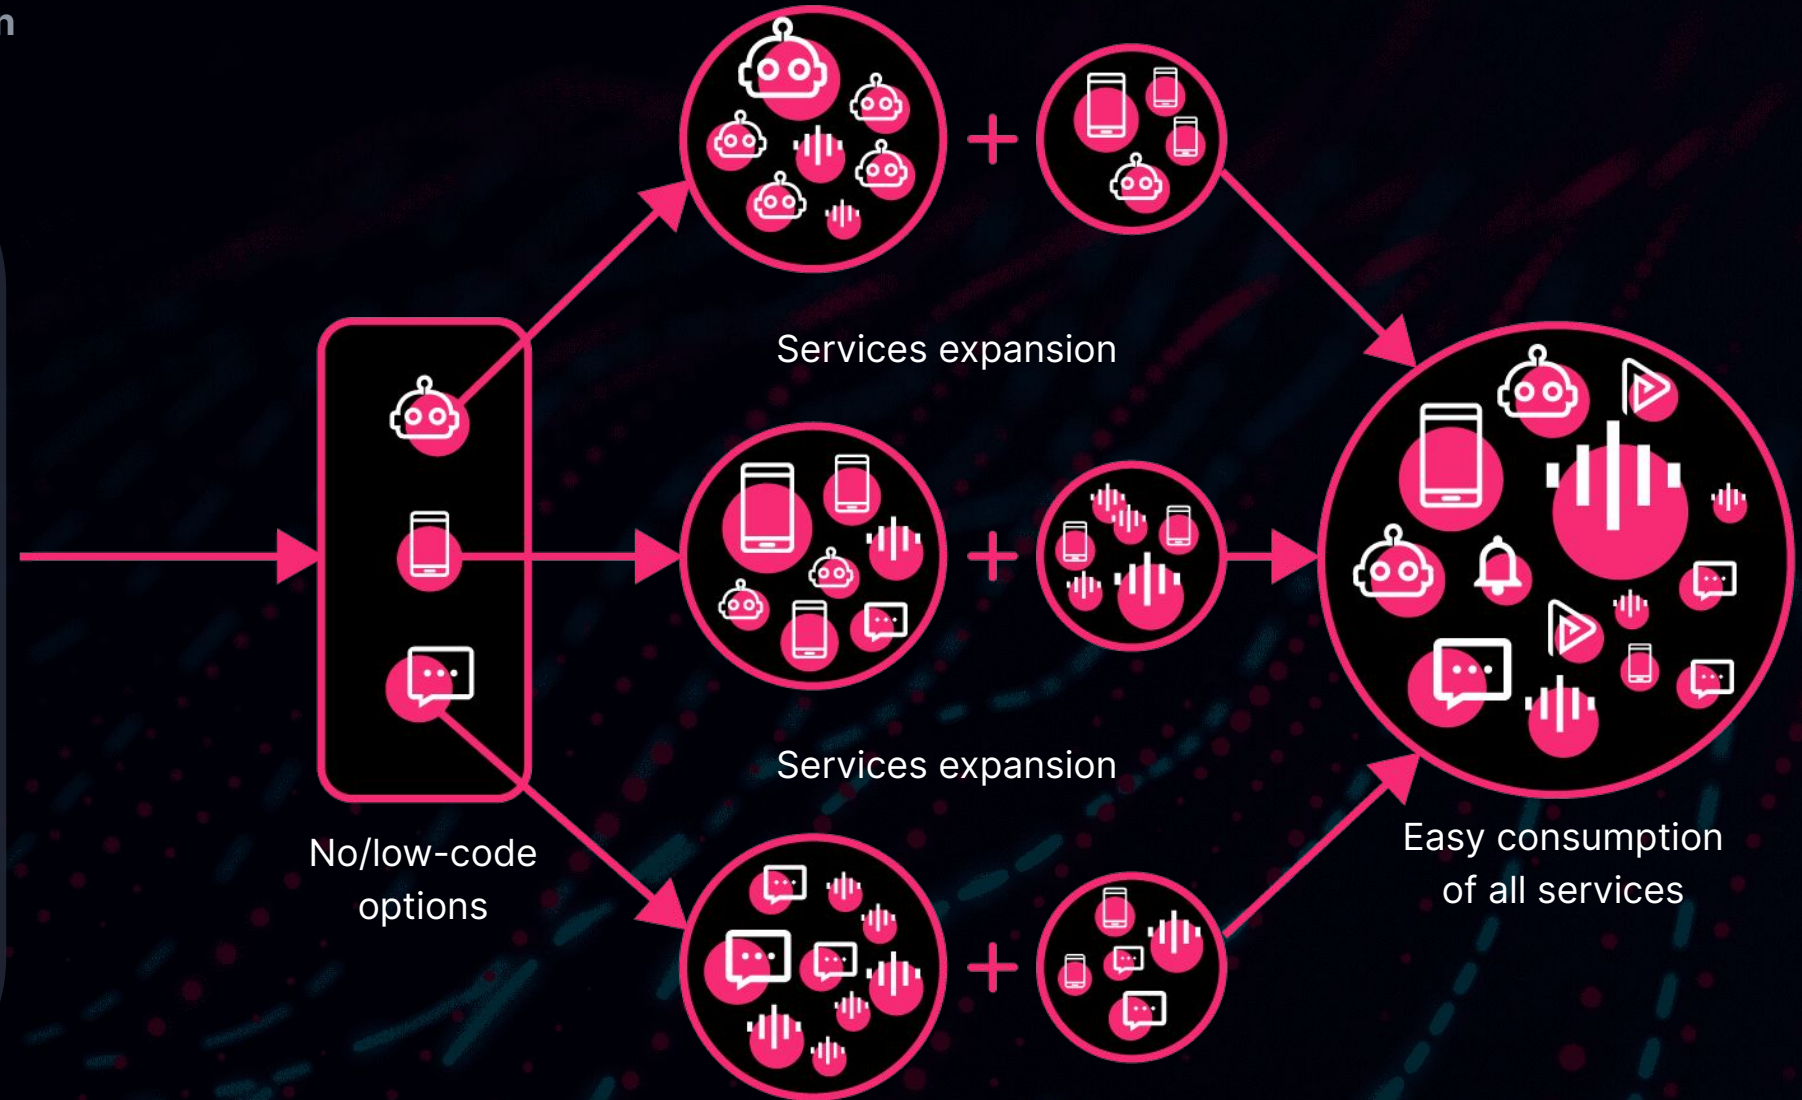 Services expansion
Services expansion
No/low-code
options
Easy consumption
of all services